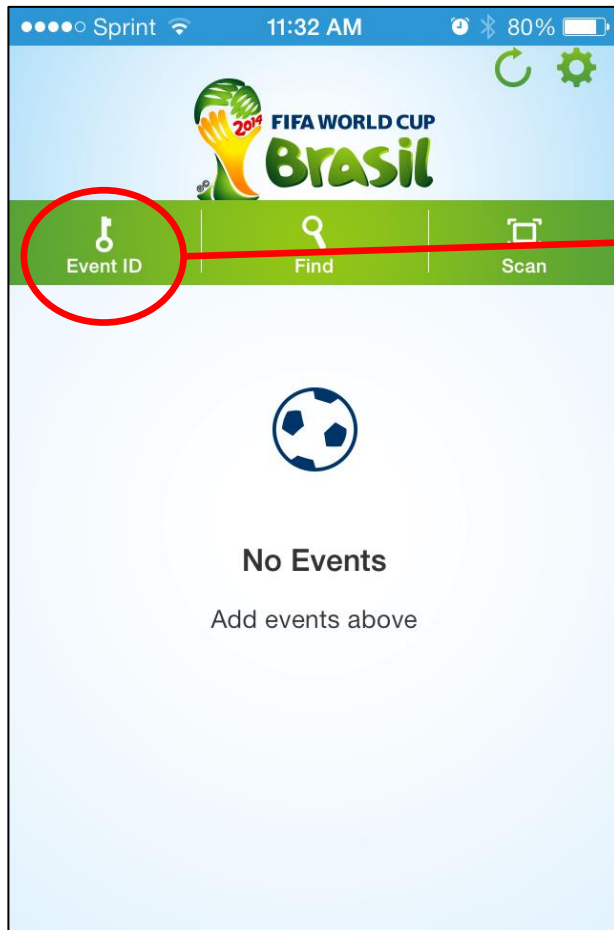 Sprint 11:32 AM 80%
2014 FIFA WORLD CUP
Brasil
Event ID Find Scan
No Events
Add events above